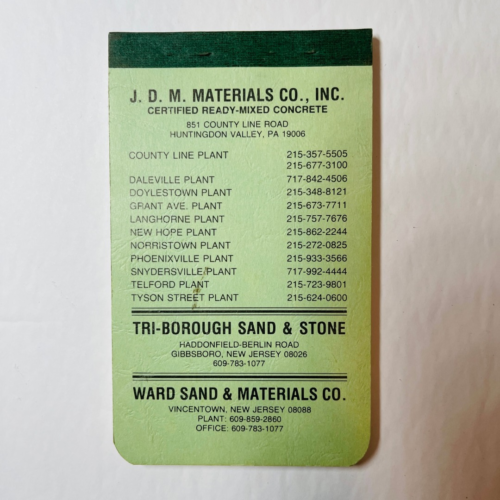 J. D. M. MATERIALS CO., INC.
CERTIFIED READY-MIXED CONCRETE
851 COUNTY LINE ROAD
HUNTINGDON VALLEY, PA 19006
COUNTY LINE PLANT 215-357-5505
215-677-3100
DALEVILLE PLANT 717-842-4506
DOYLESTOWN PLANT 215-348-8121
GRANT AVE. PLANT 215-673-7711
LANGHORNE PLANT 215-757-7676
NEW HOPE PLANT 215-862-2244
NORRISTOWN PLANT 215-272-0825
PHOENIXVILLE PLANT 215-933-3566
SNYDERSVILLE PLANT 717-992-4444
TELFORD PLANT 215-723-9801
TYSON STREET PLANT 215-624-0600
TRI-BOROUGH SAND & STONE
HADDONFIELD-BERLIN ROAD
GIBBSBORO, NEW JERSEY 08026
609-783-1077
WARD SAND & MATERIALS CO.
VINCENTOWN, NEW JERSEY 08088
PLANT: 609-859-2860
OFFICE: 609-783-1077